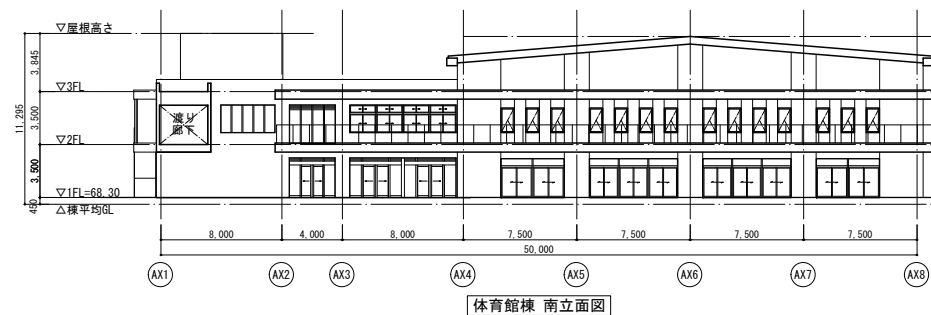 ▽屋根高さ
3,845
▽3FL
11,295
3,500
渡り
廊下
▽2FL
3,500
▽1FL=68.30
450
△棟平均GL
8,000
4,000
8,000
7,500
7,500
7,500
7,500
50,000
AX1
AX2
AX3
AX4
AX5
AX6
AX7
AX8
体育館棟 南立面図